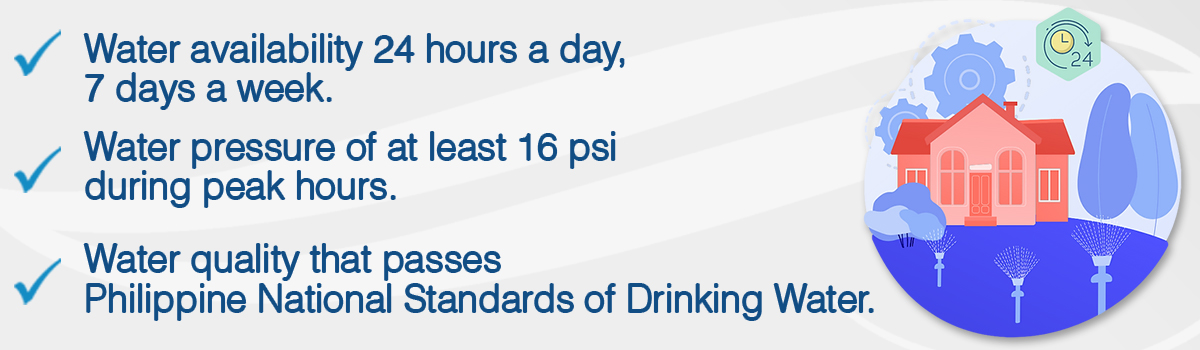 Water availability 24 hours a day,
7 days a week.
Water pressure of at least 16 psi
during peak hours.
Water quality that passes
Philippine National Standards of Drinking Water.
24